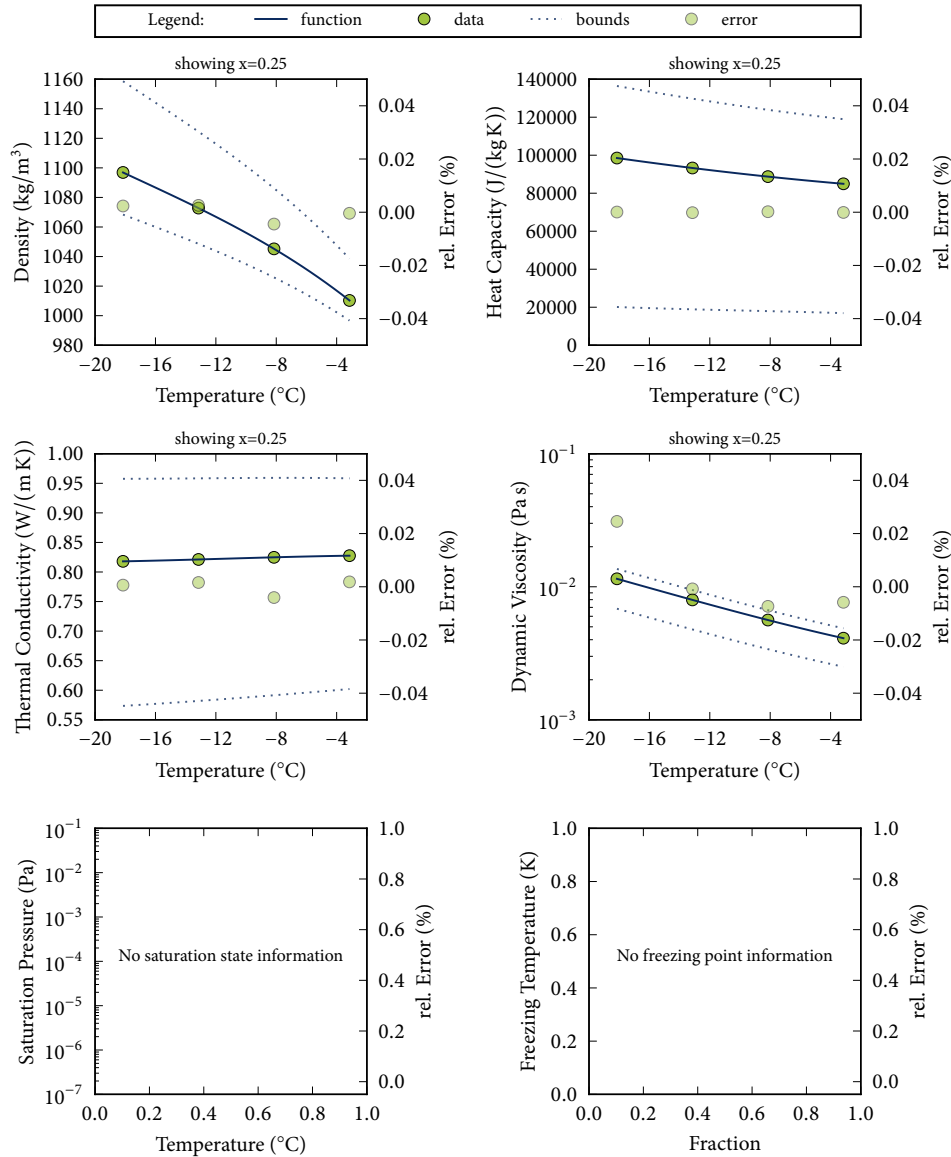 Legend: function data bounds error
showing x=0.25
1160
1140
1120
1100
1080
1060
1040
1020
1000
980
Density (kg/m³)
0.04
0.02
0.00
−0.02
−0.04
rel. Error (%)
−20 −16 −12 −8 −4
Temperature (°C)
showing x=0.25
140000
120000
100000
80000
60000
40000
20000
0
Heat Capacity (J/(kg K))
0.04
0.02
0.00
−0.02
−0.04
rel. Error (%)
−20 −16 −12 −8 −4
Temperature (°C)
showing x=0.25
1.00
0.95
0.90
0.85
0.80
0.75
0.70
0.65
0.60
0.55
Thermal Conductivity (W/(m K))
0.04
0.02
0.00
−0.02
−0.04
rel. Error (%)
−20 −16 −12 −8 −4
Temperature (°C)
showing x=0.25
10⁻¹
10⁻²
10⁻³
Dynamic Viscosity (Pa s)
0.04
0.02
0.00
−0.02
−0.04
rel. Error (%)
−20 −16 −12 −8 −4
Temperature (°C)
10⁻¹
10⁻²
10⁻³
10⁻⁴
10⁻⁵
10⁻⁶
10⁻⁷
Saturation Pressure (Pa)
No saturation state information
1.0
0.8
0.6
0.4
0.2
0.0
rel. Error (%)
0.0 0.2 0.4 0.6 0.8 1.0
Temperature (°C)
1.0
0.8
0.6
0.4
0.2
0.0
Freezing Temperature (K)
No freezing point information
1.0
0.8
0.6
0.4
0.2
0.0
rel. Error (%)
0.0 0.2 0.4 0.6 0.8 1.0
Fraction